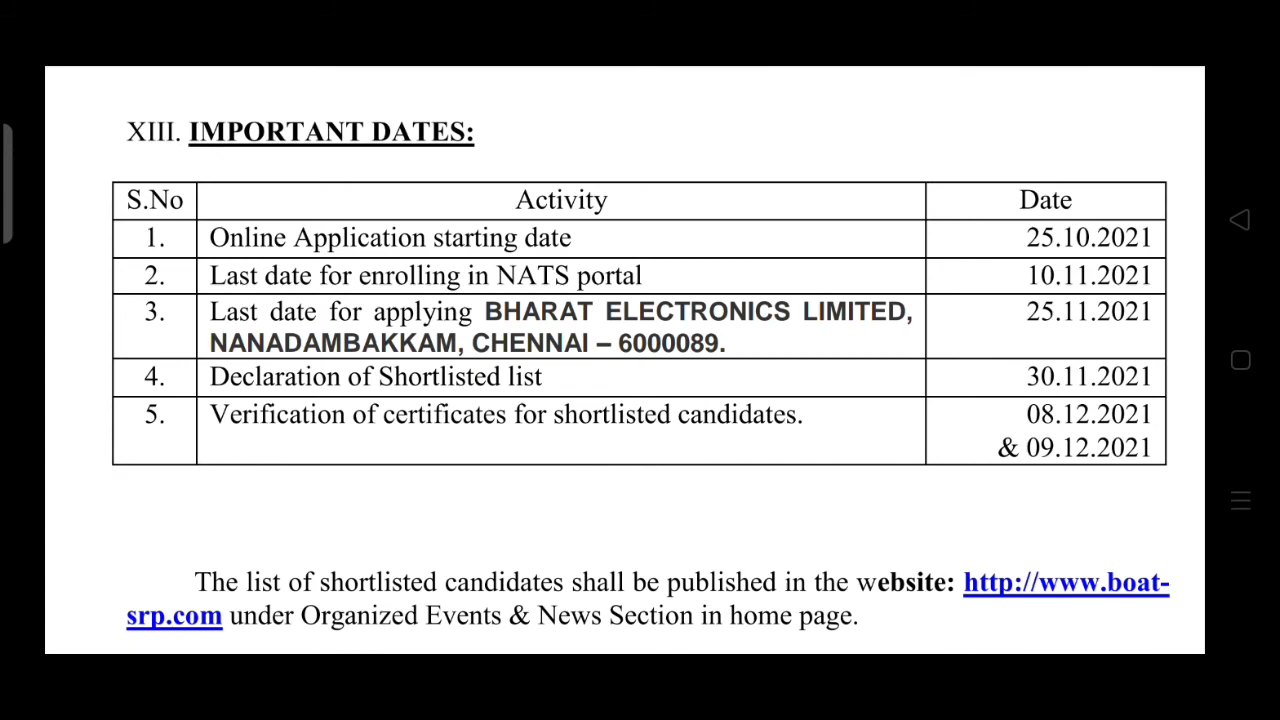 XIII. IMPORTANT DATES:
S.No Activity Date
1. Online Application starting date 25.10.2021
2. Last date for enrolling in NATS portal 10.11.2021
3. Last date for applying BHARAT ELECTRONICS LIMITED, 25.11.2021
NANADAMBAKKAM, CHENNAI – 6000089.
4. Declaration of Shortlisted list 30.11.2021
5. Verification of certificates for shortlisted candidates. 08.12.2021
& 09.12.2021
The list of shortlisted candidates shall be published in the website: http://www.boat-
srp.com under Organized Events & News Section in home page.